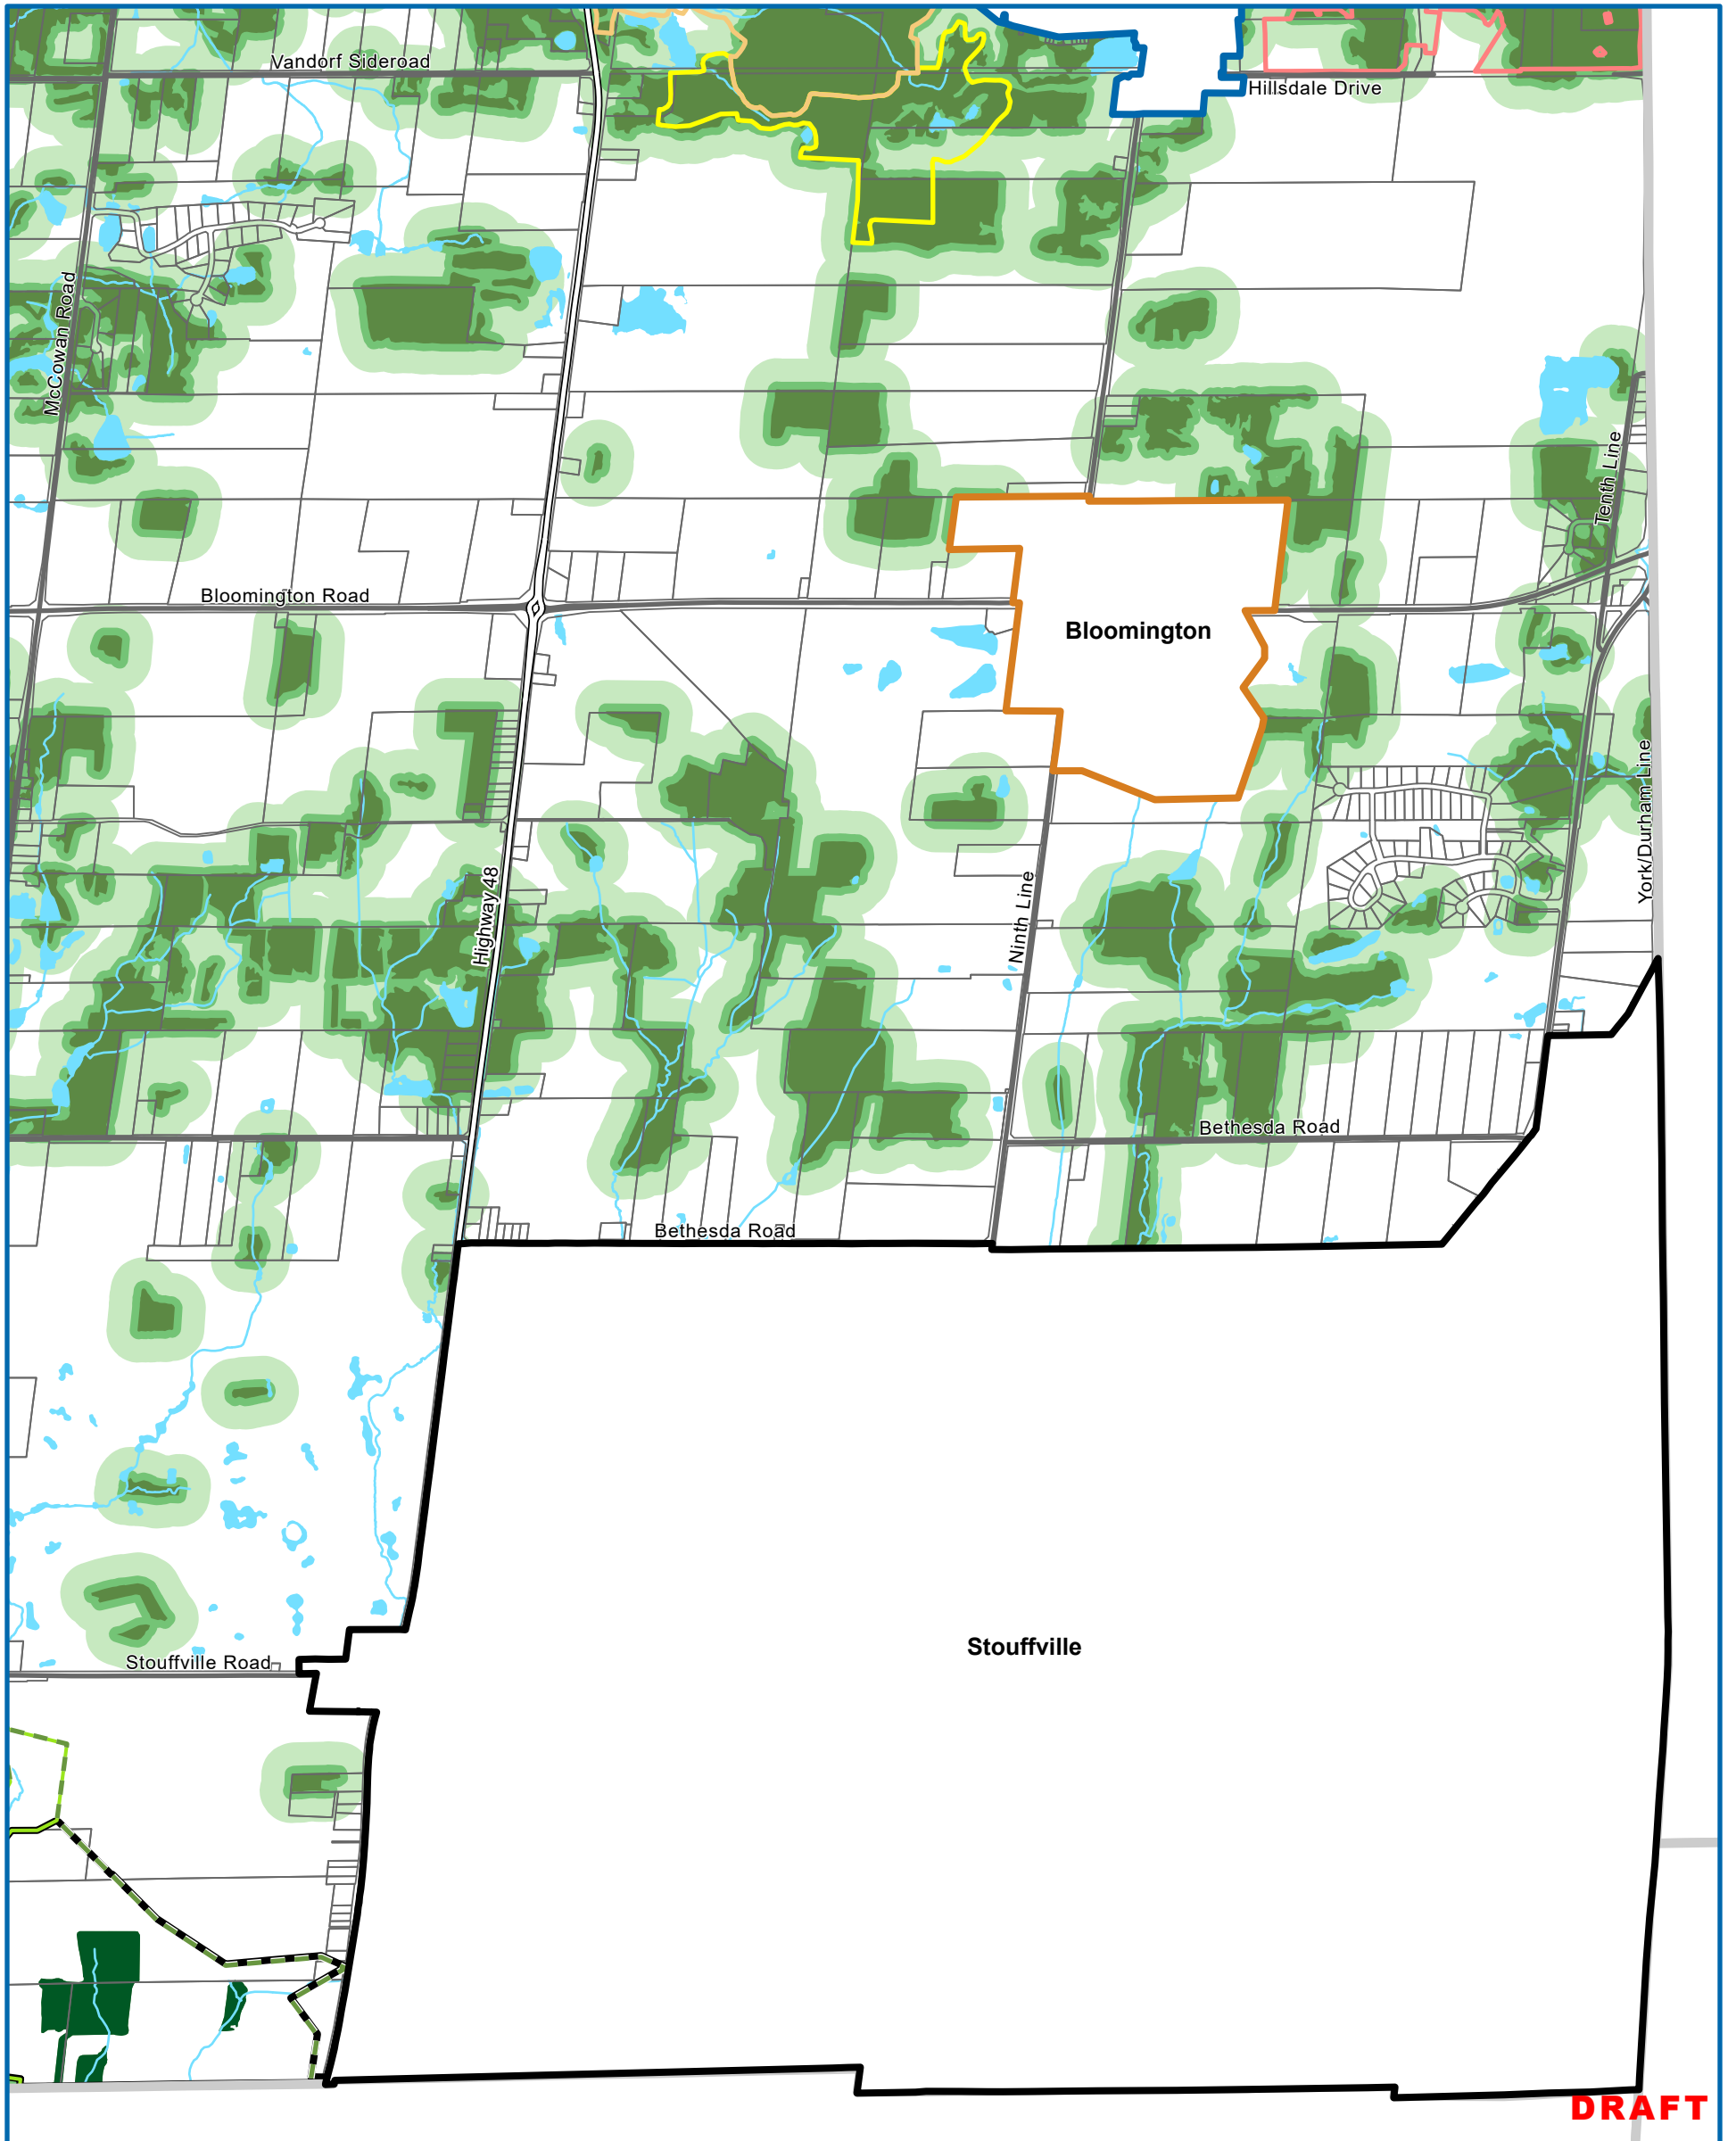 Vandorf Sideroad
Hillsdale Drive
McCowan Road
Tenth Line
Bloomington Road
Bloomington
York/Durham Line
Highway 48
Ninth Line
Bethesda Road
Bethesda Road
Stouffville
Stouffville Road
DRAFT